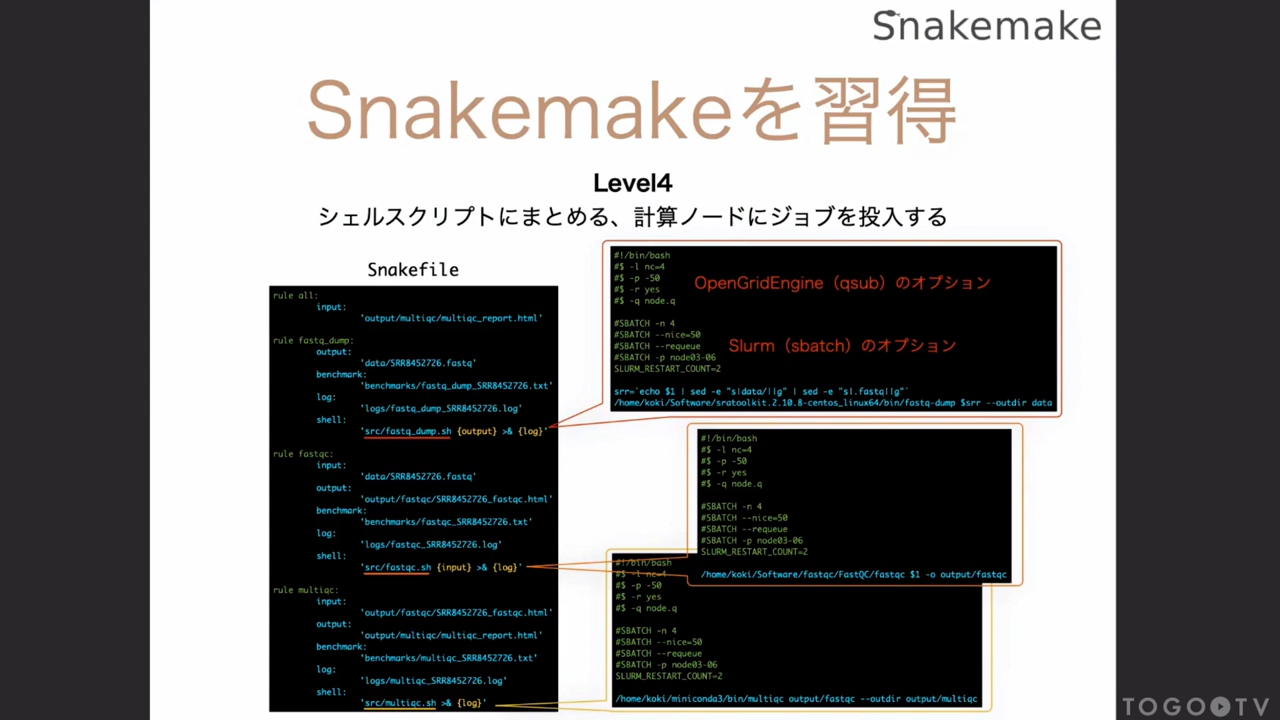 Snakemake
Snakemakeを習得
Level4
シェルスクリプトにまとめる、計算ノードにジョブを投入する
Snakefile
rule all:
input:
'output/multiqc/multiqc_report.html'
rule fastq_dump:
output:
'data/SRR8452726.fastq'
benchmark:
'benchmarks/fastq_dump_SRR8452726.txt'
log:
'logs/fastq_dump_SRR8452726.log'
shell:
'src/fastq_dump.sh {output} >& {log}'
rule fastqc:
input:
'data/SRR8452726.fastq'
output:
'output/fastqc/SRR8452726_fastqc.html'
benchmark:
'benchmarks/fastqc_SRR8452726.txt'
log:
'logs/fastqc_SRR8452726.log'
shell:
'src/fastqc.sh {input} >& {log}'
rule multiqc:
input:
'output/fastqc/SRR8452726_fastqc.html'
output:
'output/multiqc/multiqc_report.html'
benchmark:
'benchmarks/multiqc_SRR8452726.txt'
log:
'logs/multiqc_SRR8452726.log'
shell:
'src/multiqc.sh >& {log}'
#!/bin/bash
#$ -l nc=4
#$ -p -50
#$ -r yes
#$ -q node.q
OpenGridEngine（qsub）のオプション
#SBATCH -n 4
#SBATCH --nice=50
#SBATCH --requeue
#SBATCH -p node03-06
SLURM_RESTART_COUNT=2
Slurm（sbatch）のオプション
srr=`echo $1 | sed -e "s|data/||g" | sed -e "s|.fastq||g"`
/home/koki/Software/sratoolkit.2.10.8-centos_linux64/bin/fastq-dump $srr --outdir data
#!/bin/bash
#$ -l nc=4
#$ -p -50
#$ -r yes
#$ -q node.q
#SBATCH -n 4
#SBATCH --nice=50
#SBATCH --requeue
#SBATCH -p node03-06
SLURM_RESTART_COUNT=2
/home/koki/Software/fastqc/FastQC/fastqc $1 -o output/fastqc
#!/bin/bash
#$ -l nc=4
#$ -p -50
#$ -r yes
#$ -q node.q
#SBATCH -n 4
#SBATCH --nice=50
#SBATCH --requeue
#SBATCH -p node03-06
SLURM_RESTART_COUNT=2
/home/koki/miniconda3/bin/multiqc output/fastqc --outdir output/multiqc
TOGOTV